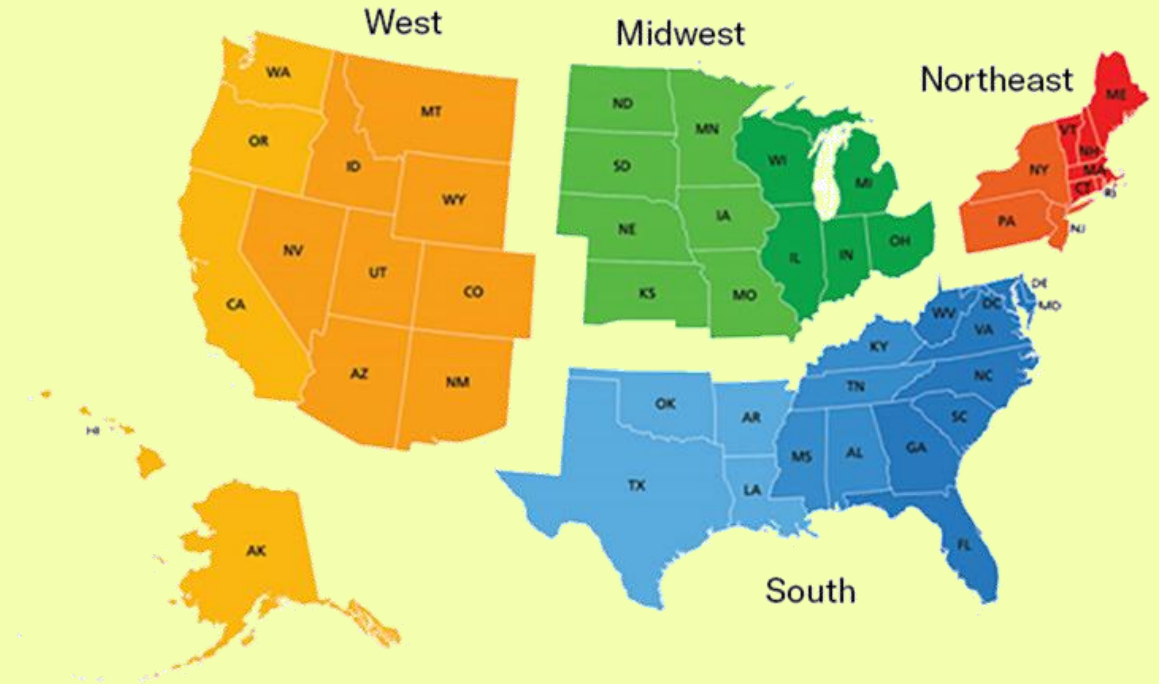 West
Midwest
Northeast
WA
MT
OR
ID
WY
NV
UT
CO
CA
AZ
NM
HI
AK
ND
MN
SD
WI
MI
NE
IA
IL
IN
OH
KS
MO
ME
VT
NH
NY
MA
CT
RI
PA
NJ
DE
MD
DC
WV
VA
KY
NC
TN
SC
OK
AR
MS
AL
GA
TX
LA
FL
South